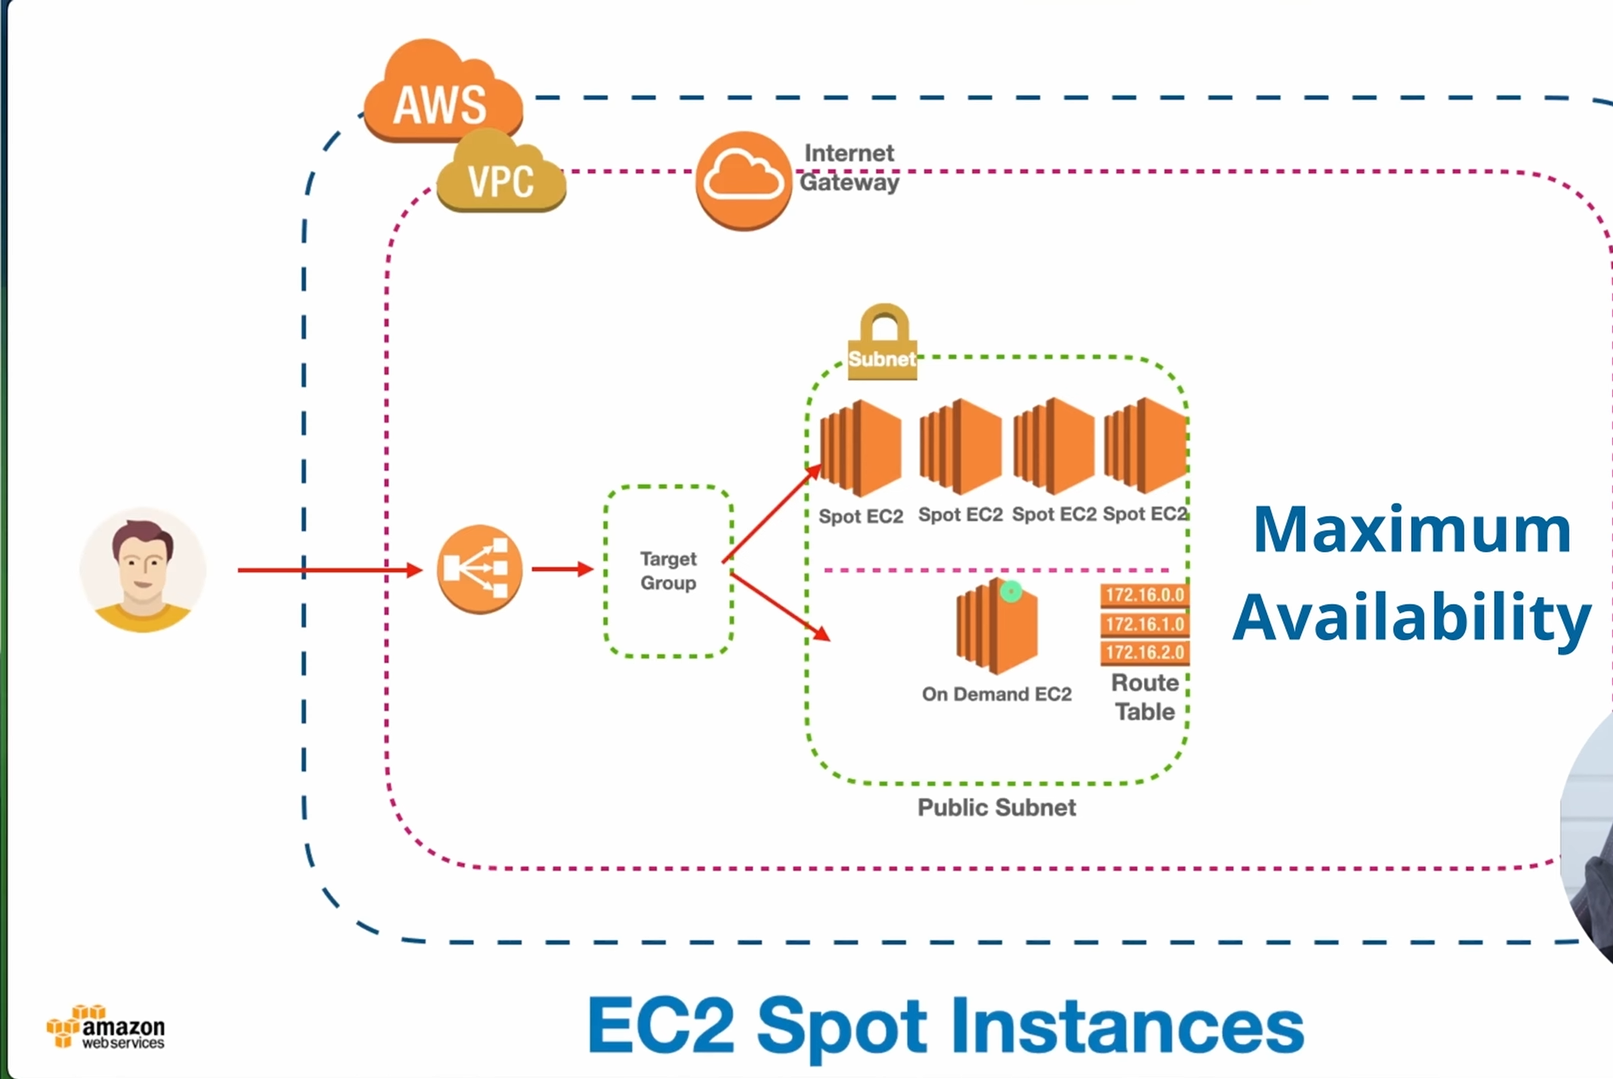 AWS
VPC
Internet
Gateway
Subnet
Spot EC2 Spot EC2 Spot EC2 Spot EC2
Target
Group
172.16.0.0
172.16.1.0
172.16.2.0
On Demand EC2
Route
Table
Public Subnet
Maximum
Availability
amazon
webservices
EC2 Spot Instances